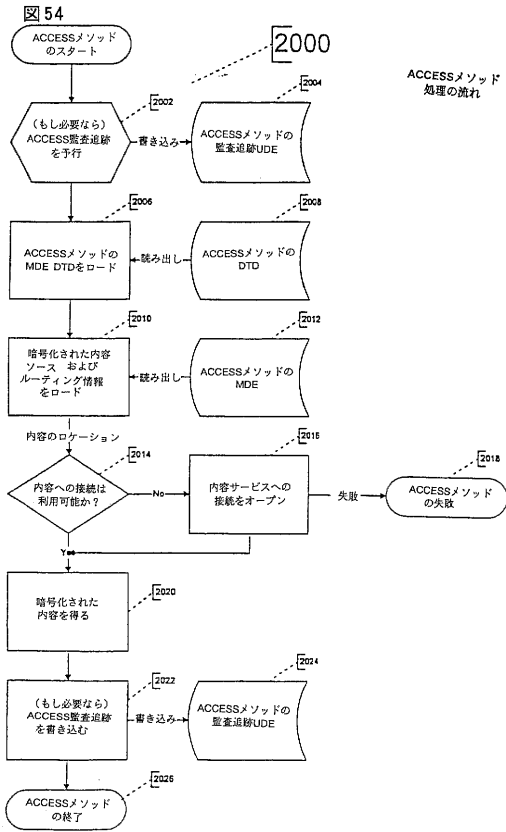 図 54
ACCESSメソッド
のスタート
2000
ACCESSメソッド
処理の流れ
2002
(もし必要なら)
ACCESS監査追跡
を予行
書き込み
2004
ACCESSメソッドの
監査追跡UDE
2006
ACCESSメソッドの
MDE DTDをロード
読み出し
2008
ACCESSメソッドの
DTD
2010
暗号化された内容
ソース および
ルーティング情報
をロード
読み出し
2012
ACCESSメソッドの
MDE
内容のロケーション
2014
内容への接続は
利用可能か?
No
2016
内容サービスへの
接続をオープン
失敗
2018
ACCESSメソッド
の失敗
Y
2020
暗号化された
内容を得る
2022
(もし必要なら)
ACCESS監査追跡
を書き込む
書き込み
2024
ACCESSメソッドの
監査追跡UDE
2026
ACCESSメソッド
の終了